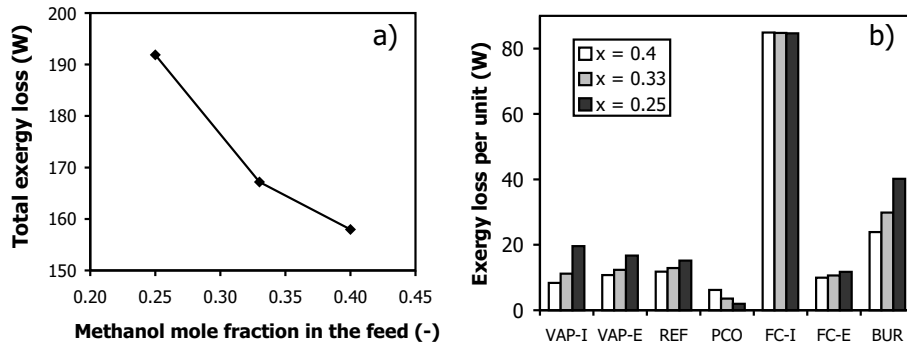 a)
Total exergy loss (W)
200
190
180
170
160
150
0.20 0.25 0.30 0.35 0.40 0.45
Methanol mole fraction in the feed (-)
b)
Exergy loss per unit (W)
80
60
40
20
0
x = 0.4
x = 0.33
x = 0.25
VAP-I VAP-E REF PCO FC-I FC-E BUR